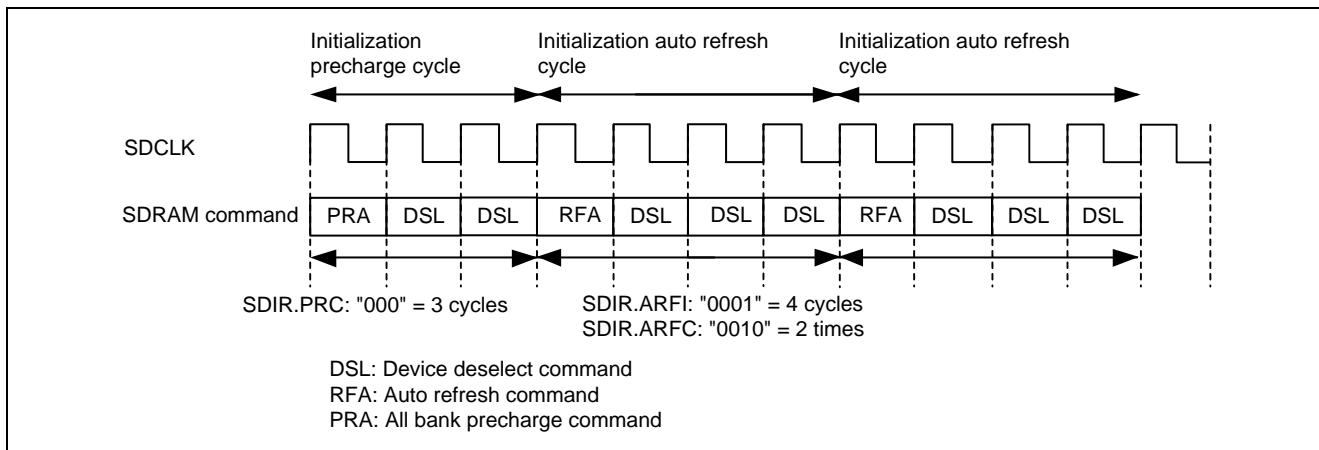 Initialization
precharge cycle
Initialization auto refresh
cycle
Initialization auto refresh
cycle
SDCLK
SDRAM command
PRA DSL DSL RFA DSL DSL DSL RFA DSL DSL DSL
SDIR.PRC: "000" = 3 cycles
SDIR.ARFI: "0001" = 4 cycles
SDIR.ARFC: "0010" = 2 times
DSL: Device deselect command
RFA: Auto refresh command
PRA: All bank precharge command